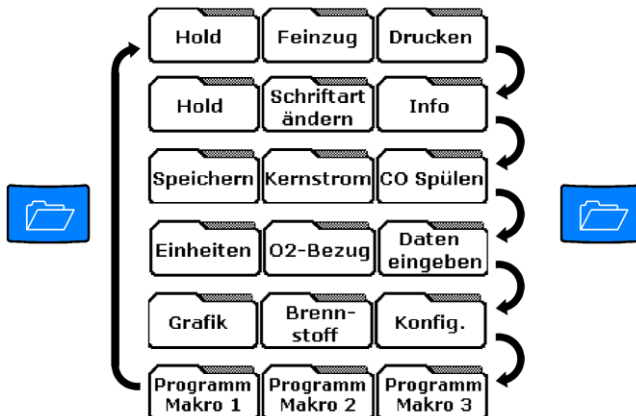 Hold Feinzug Drucken
Hold Schriftart ändern Info
Speichern Kernstrom CO Spülen
Einheiten O2-Bezug Daten eingeben
Grafik Brenn- stoff Konfig.
Programm Makro 1 Programm Makro 2 Programm Makro 3